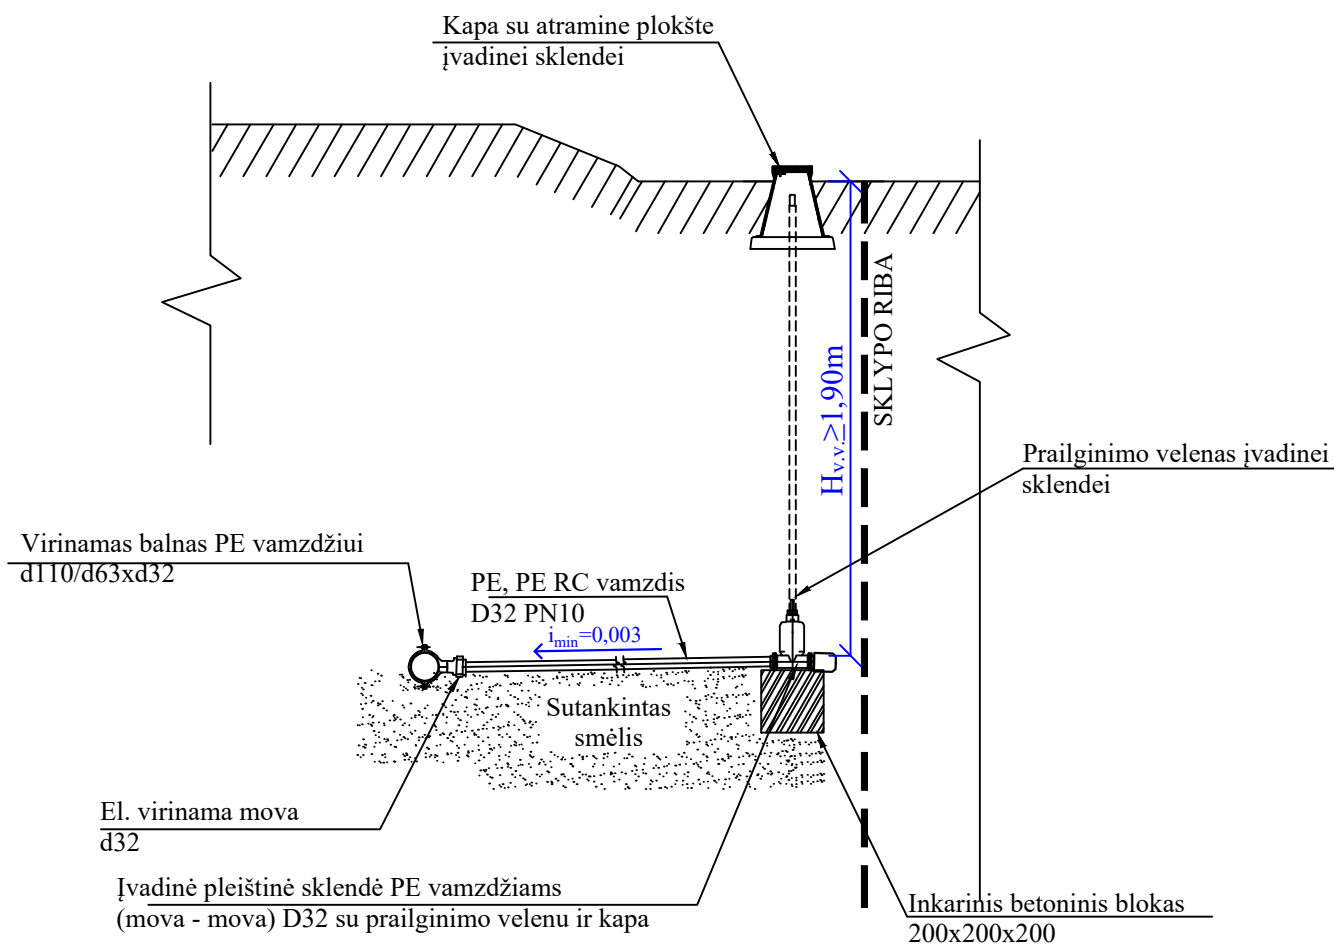 Kapa su atramine plokšte
įvadinei sklendei
SKLYPO RIBA
Hv.v.≥1,90m
Prailginimo velenas įvadinei
sklendei
Virinamas balnas PE vamzdžiui
d110/d63xd32
PE, PE RC vamzdis
D32 PN10
imin=0,003
Sutankintas
smėlis
El. virinama mova
d32
Įvadinė pleištinė sklendė PE vamzdžiams
(mova - mova) D32 su prailginimo velenu ir kapa
Inkarinis betoninis blokas
200x200x200